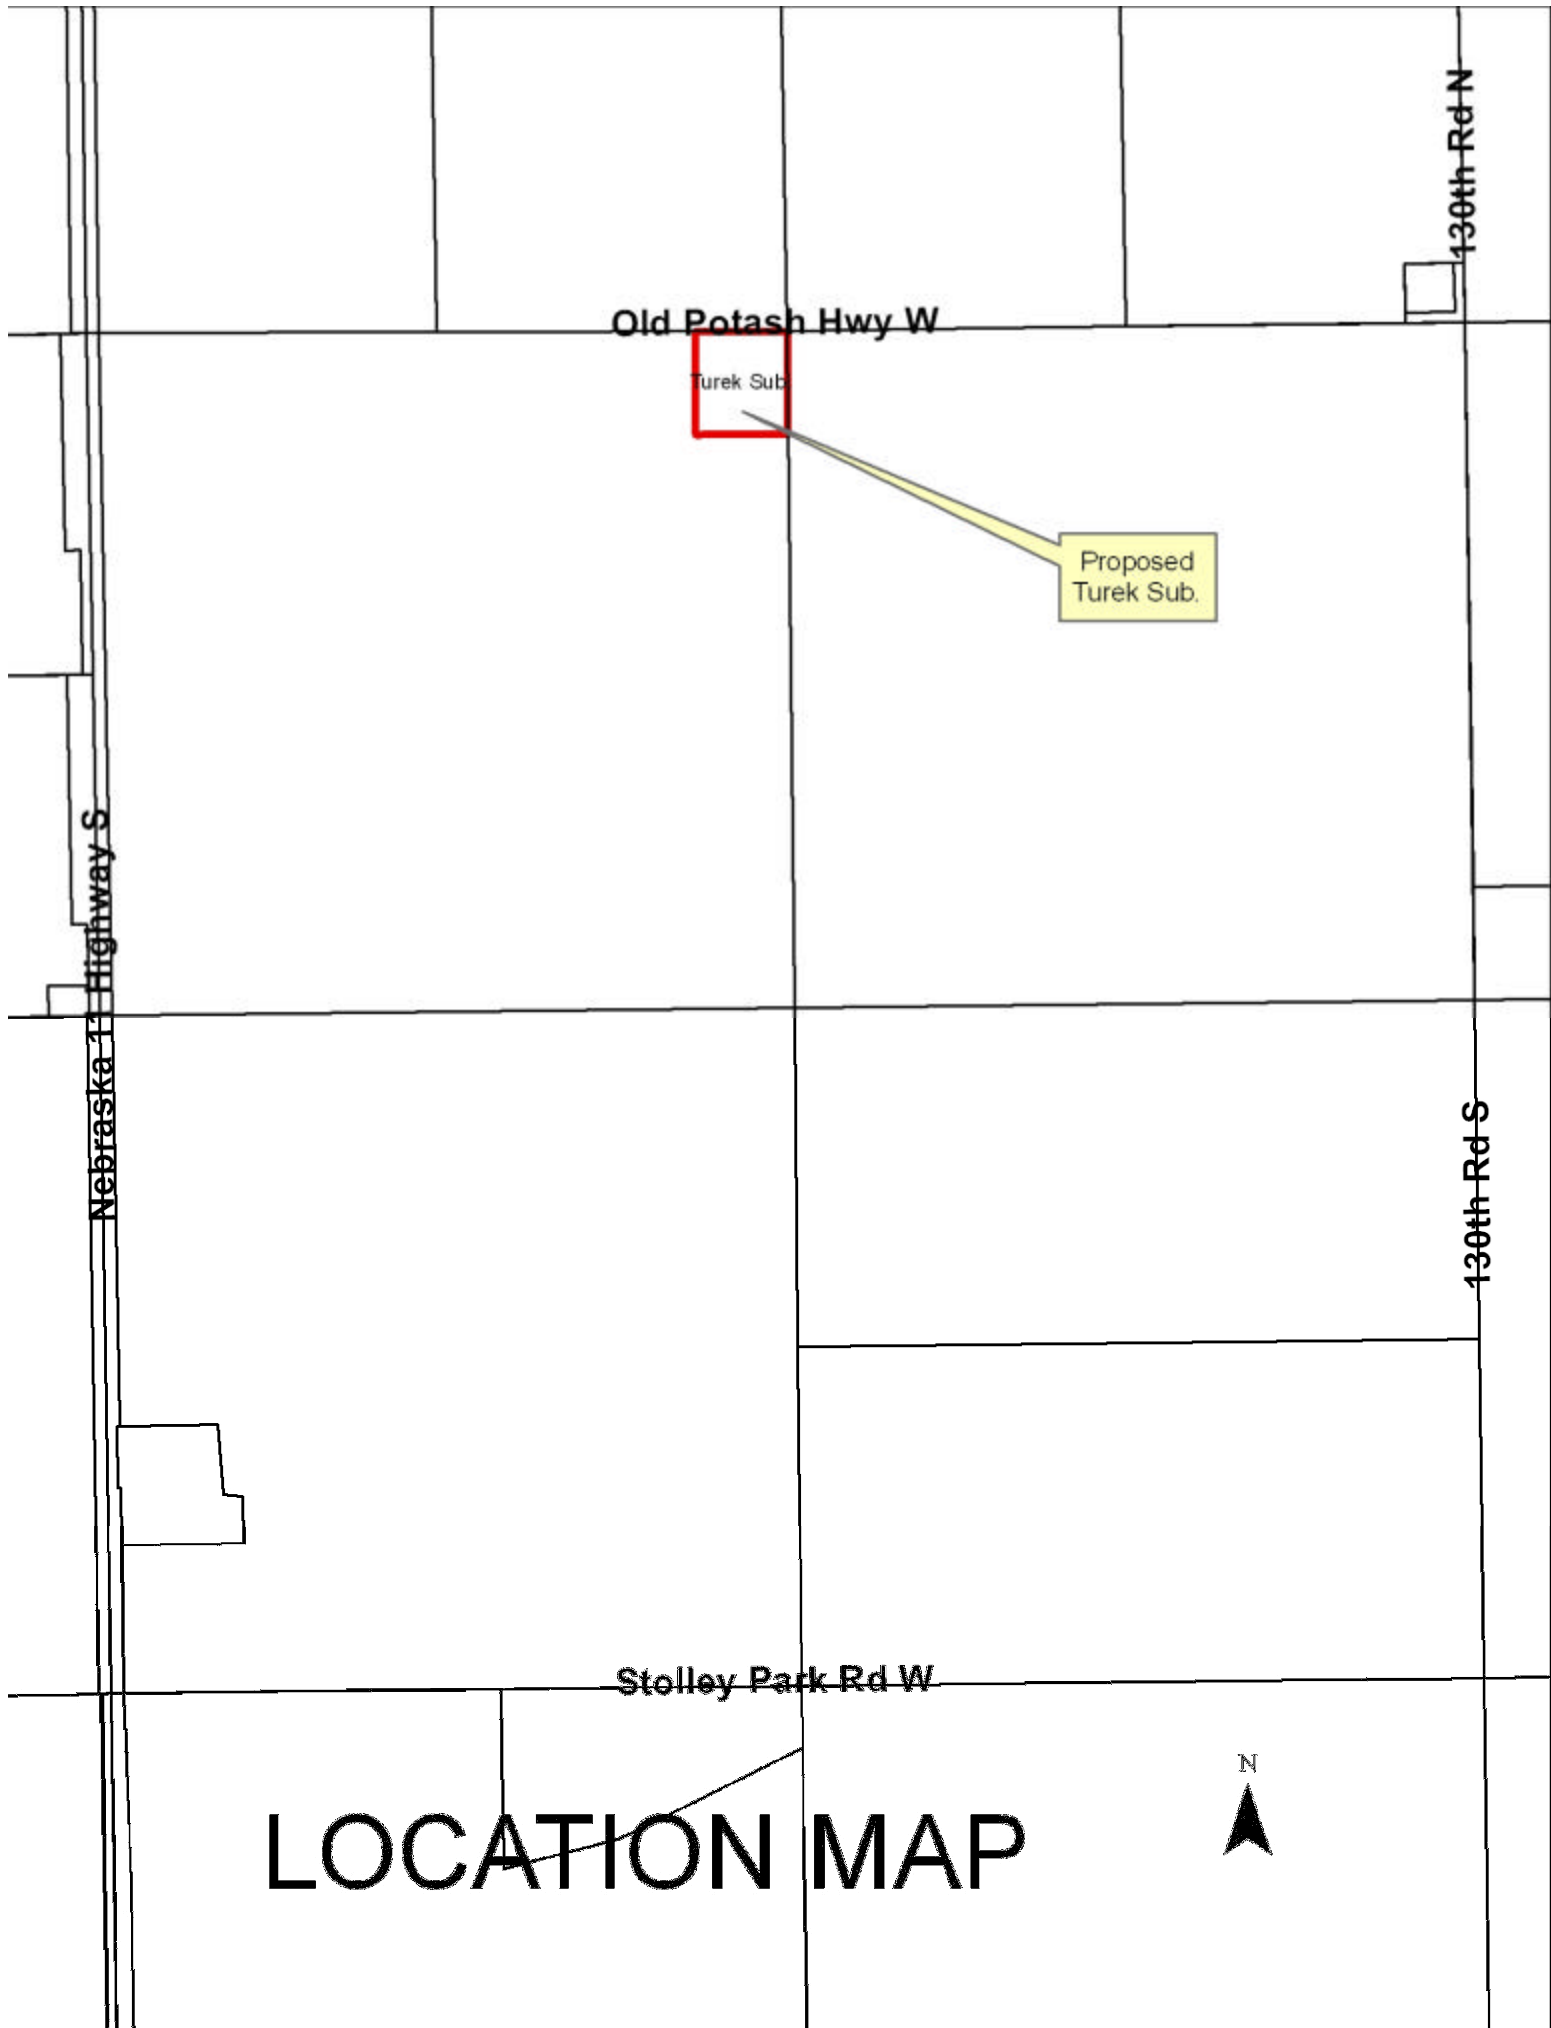 130th Rd N
Old Potash Hwy W
Turek Sub.
Proposed
Turek Sub.
Nebraska 11 Highway S
130th Rd S
Stolley Park Rd W
N
LOCATION MAP